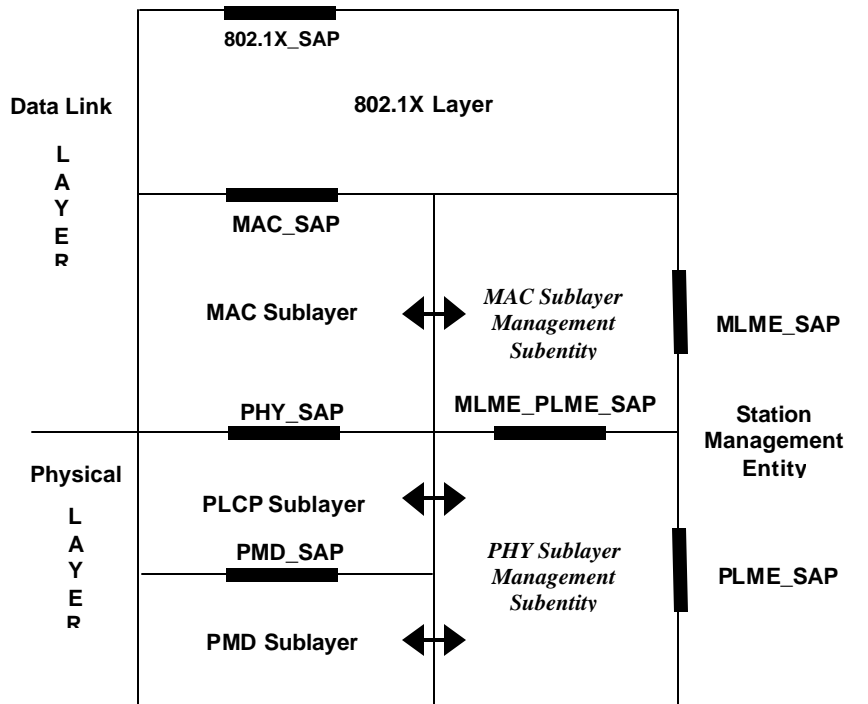 802.1X_SAP
Data Link
802.1X Layer
L
A
Y
E
R
MAC_SAP
MAC Sublayer
MAC Sublayer
Management
Subentity
MLME_SAP
PHY_SAP
MLME_PLME_SAP
Station
Management
Entity
Physical
L
A
Y
E
R
PLCP Sublayer
PMD_SAP
PHY Sublayer
Management
Subentity
PLME_SAP
PMD Sublayer